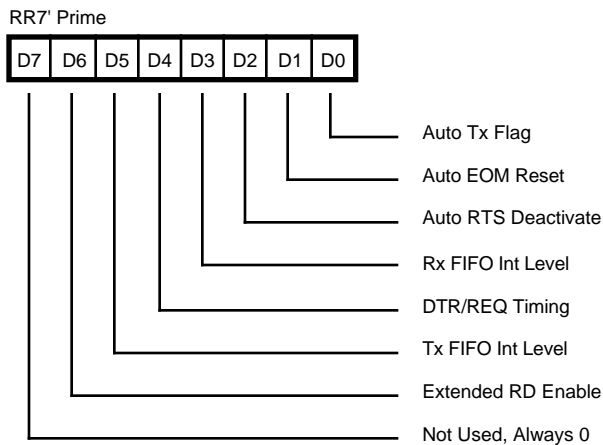 RR7' Prime
D7 D6 D5 D4 D3 D2 D1 D0
Auto Tx Flag
Auto EOM Reset
Auto RTS Deactivate
Rx FIFO Int Level
DTR/REQ Timing
Tx FIFO Int Level
Extended RD Enable
Not Used, Always 0